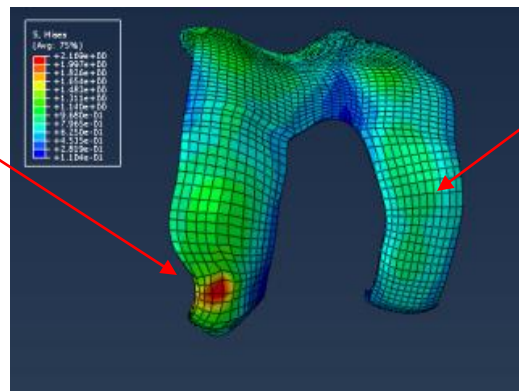 S, Mises
(Avg: 75%)
+2.169e+00
+1.997e+00
+1.826e+00
+1.654e+00
+1.483e+00
+1.311e+00
+1.140e+00
+9.680e-01
+7.965e-01
+6.250e-01
+4.535e-01
+2.819e-01
+1.104e-01